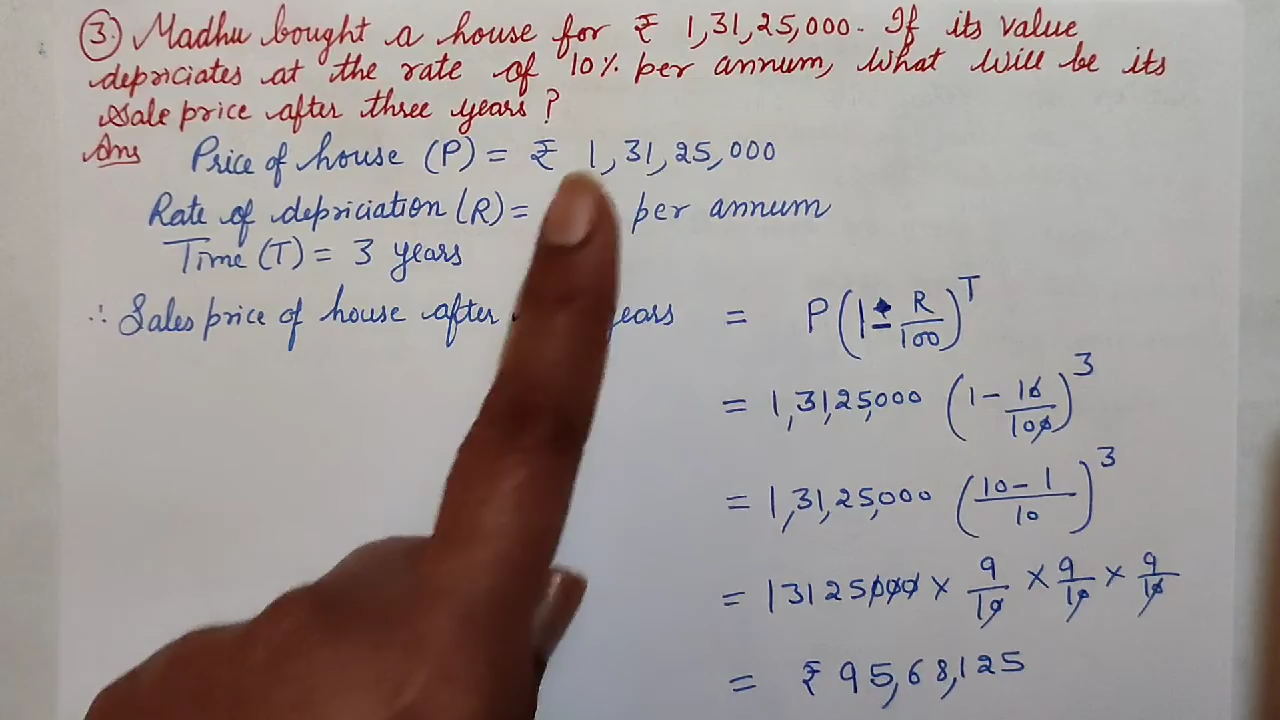 ③ Madhu bought a house for ₹ 1,31,25,000. If its value
depriciates at the rate of 10% per annum, what will be its
Sale price after three years ?
Ans Price of house (P) = ₹ 1,31,25,000
Rate of depriciation (R) = per annum
Time (T) = 3 years
∴ Sales price of house after years = P(1 ± R/100)^T
= 1,31,25,000 (1 - 10/100)^3
= 1,31,25,000 (10 - 1/10)^3
= 13125000 × 9/10 × 9/10 × 9/10
= ₹ 95,68,125